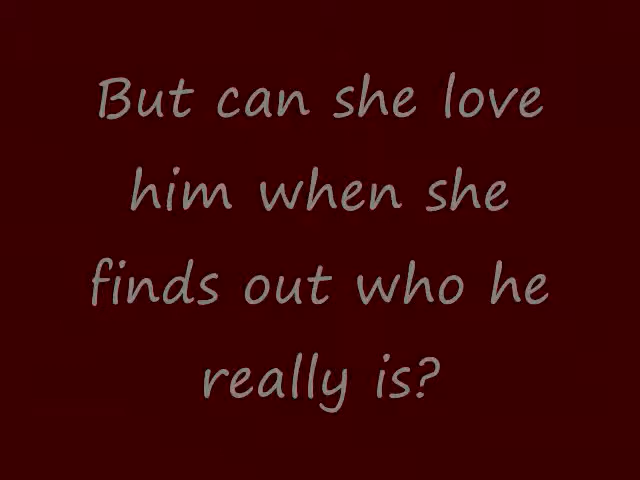 But can she love
him when she
finds out who he
really is?